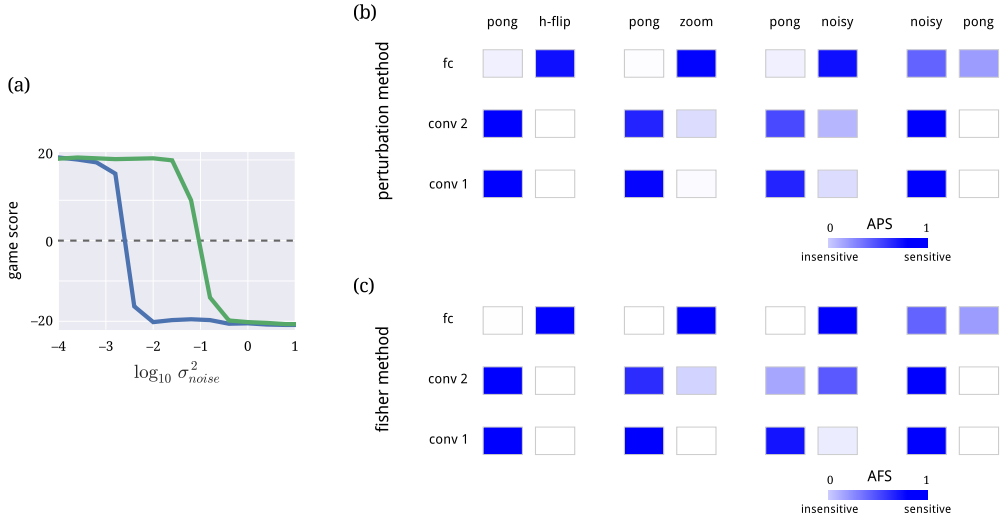 (a)
20
0
−20
game score
−4 −3 −2 −1 0 1
log10 σ²noise
(b)
pong h-flip pong zoom pong noisy noisy pong
perturbation method
fc
conv 2
conv 1
0 APS 1
insensitive sensitive
(c)
fisher method
fc
conv 2
conv 1
0 AFS 1
insensitive sensitive